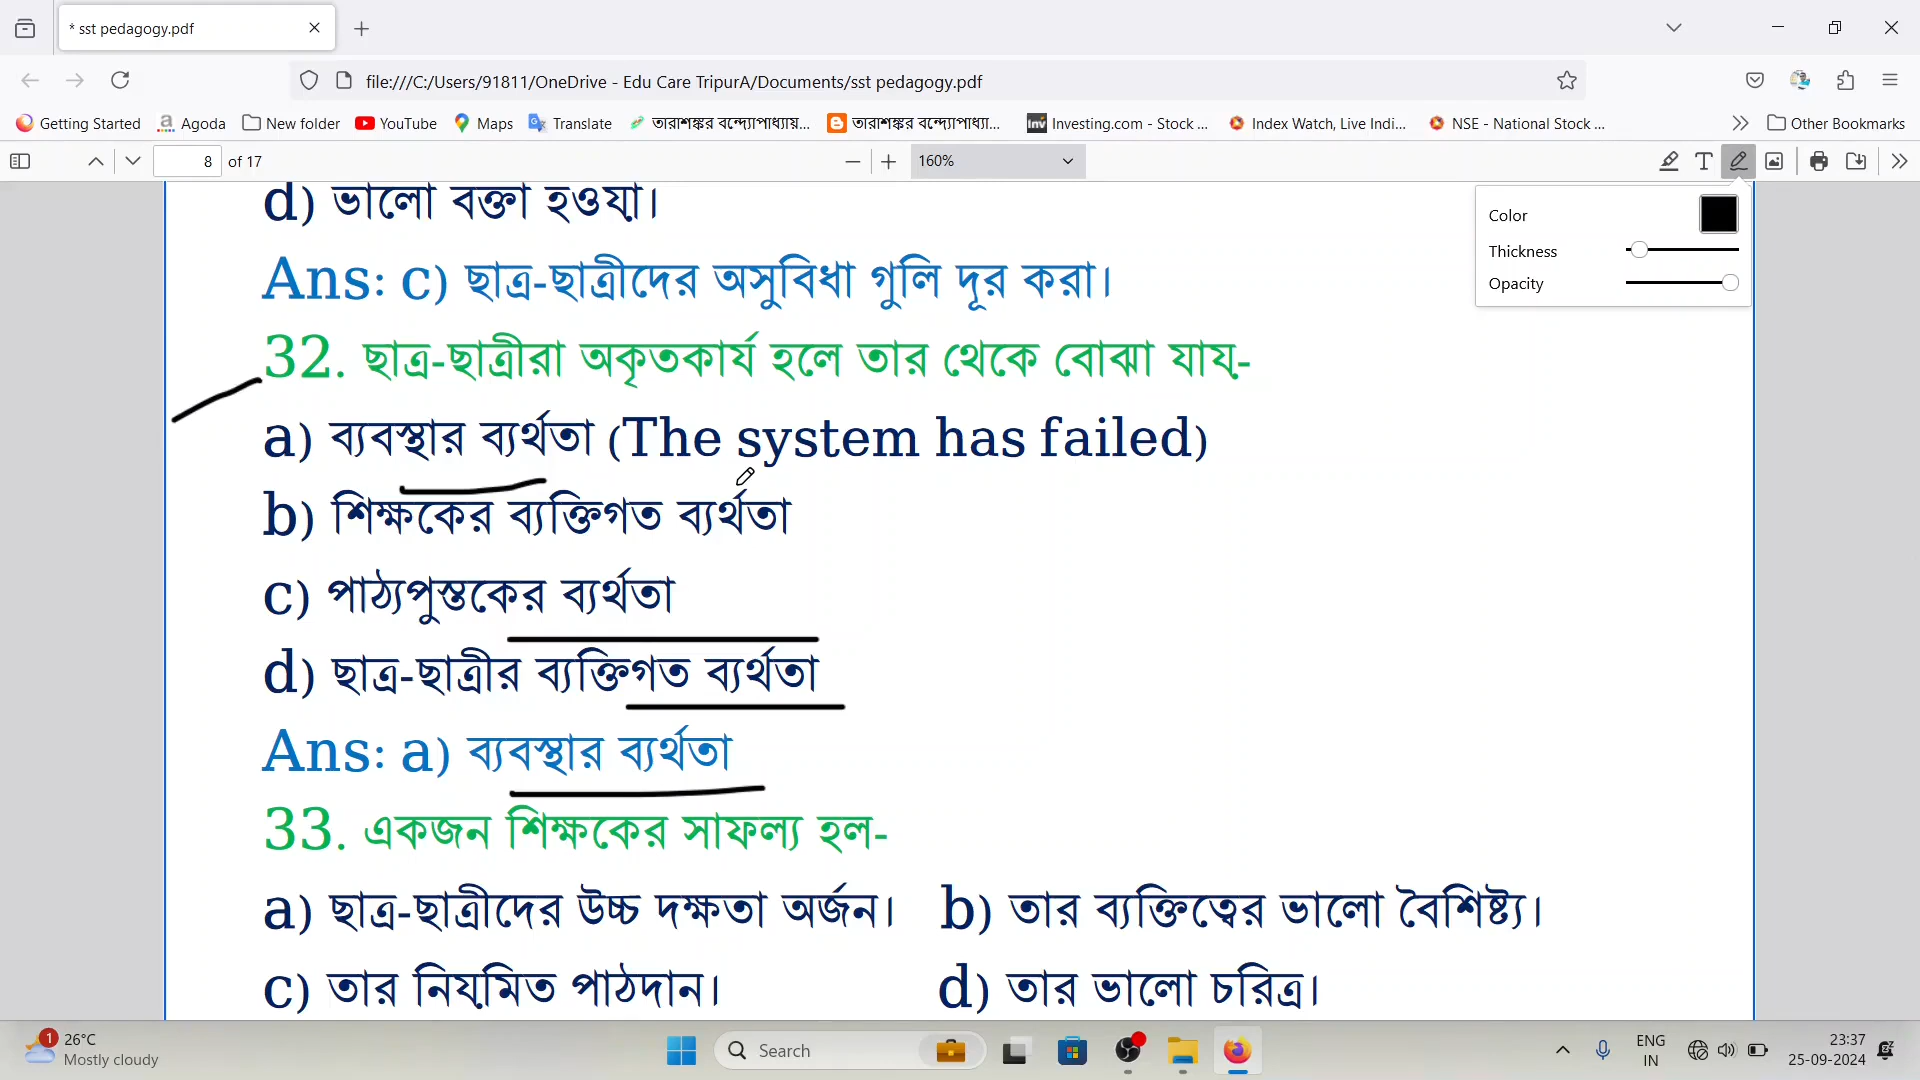 * sst pedagogy.pdf
file:///C:/Users/91811/OneDrive - Edu Care TripurA/Documents/sst pedagogy.pdf
Getting Started Agoda New folder YouTube Maps Translate তারাশঙ্কর বন্দ্যোপাধ্যায়... তারাশঙ্কর বন্দ্যোপাধ্যা... Investing.com - Stock ... Index Watch, Live Indi... NSE - National Stock ... Other Bookmarks
8 of 17 160%
Color
Thickness
Opacity
d) ভালো বক্তা হওয়া।
Ans: c) ছাত্র-ছাত্রীদের অসুবিধা গুলি দূর করা।
32. ছাত্র-ছাত্রীরা অকৃতকার্য হলে তার থেকে বোঝা যায়-
a) ব্যবস্থার ব্যর্থতা (The system has failed)
b) শিক্ষকের ব্যক্তিগত ব্যর্থতা
c) পাঠ্যপুস্তকের ব্যর্থতা
d) ছাত্র-ছাত্রীর ব্যক্তিগত ব্যর্থতা
Ans: a) ব্যবস্থার ব্যর্থতা
33. একজন শিক্ষকের সাফল্য হল-
a) ছাত্র-ছাত্রীদের উচ্চ দক্ষতা অর্জন। b) তার ব্যক্তিত্বের ভালো বৈশিষ্ট্য।
c) তার নিয়মিত পাঠদান। d) তার ভালো চরিত্র।
1 26°C
Mostly cloudy
Search
ENG
IN
23:37
25-09-2024